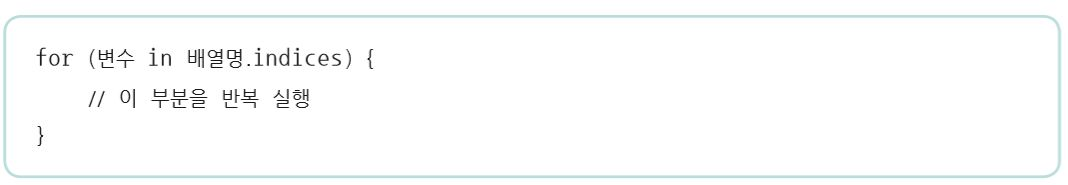 for (변수 in 배열명.indices) {
    // 이 부분을 반복 실행
}